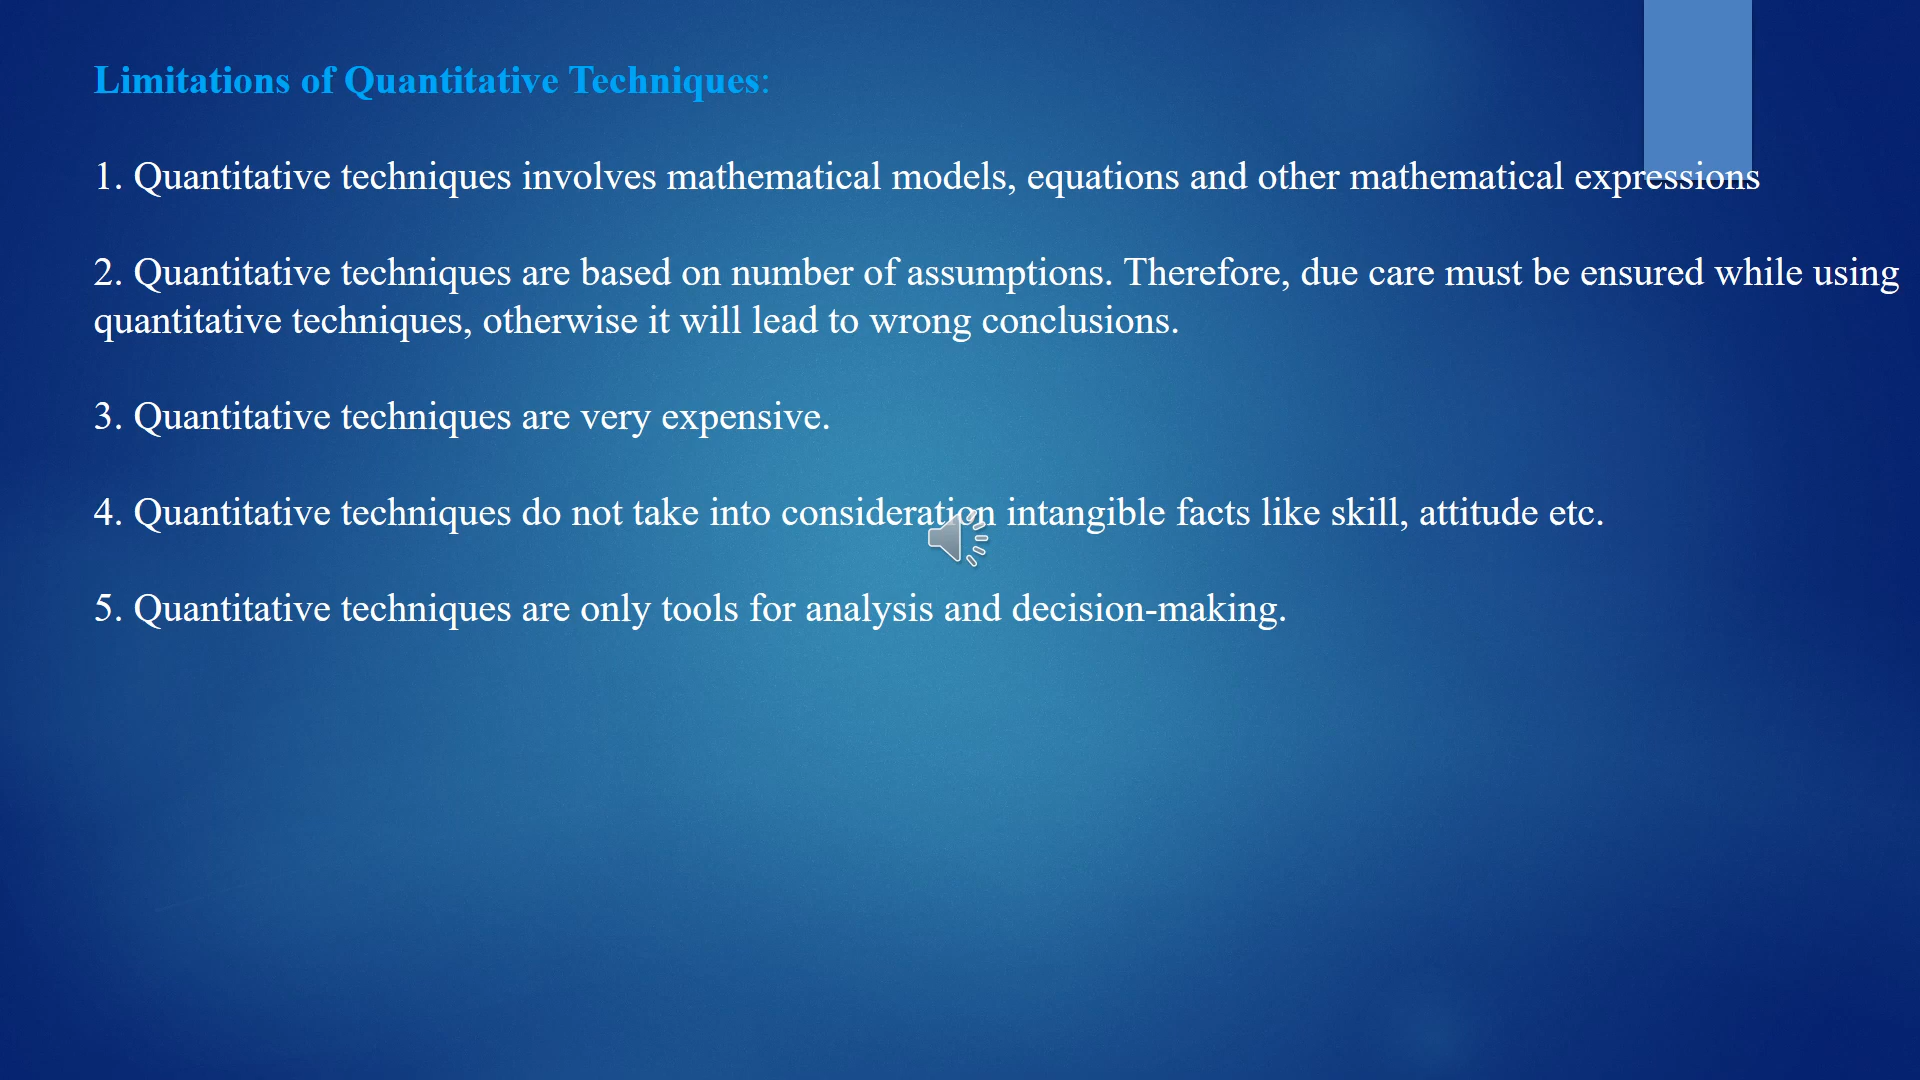 Limitations of Quantitative Techniques:
1. Quantitative techniques involves mathematical models, equations and other mathematical expressions
2. Quantitative techniques are based on number of assumptions. Therefore, due care must be ensured while using
quantitative techniques, otherwise it will lead to wrong conclusions.
3. Quantitative techniques are very expensive.
4. Quantitative techniques do not take into consideration intangible facts like skill, attitude etc.
5. Quantitative techniques are only tools for analysis and decision-making.